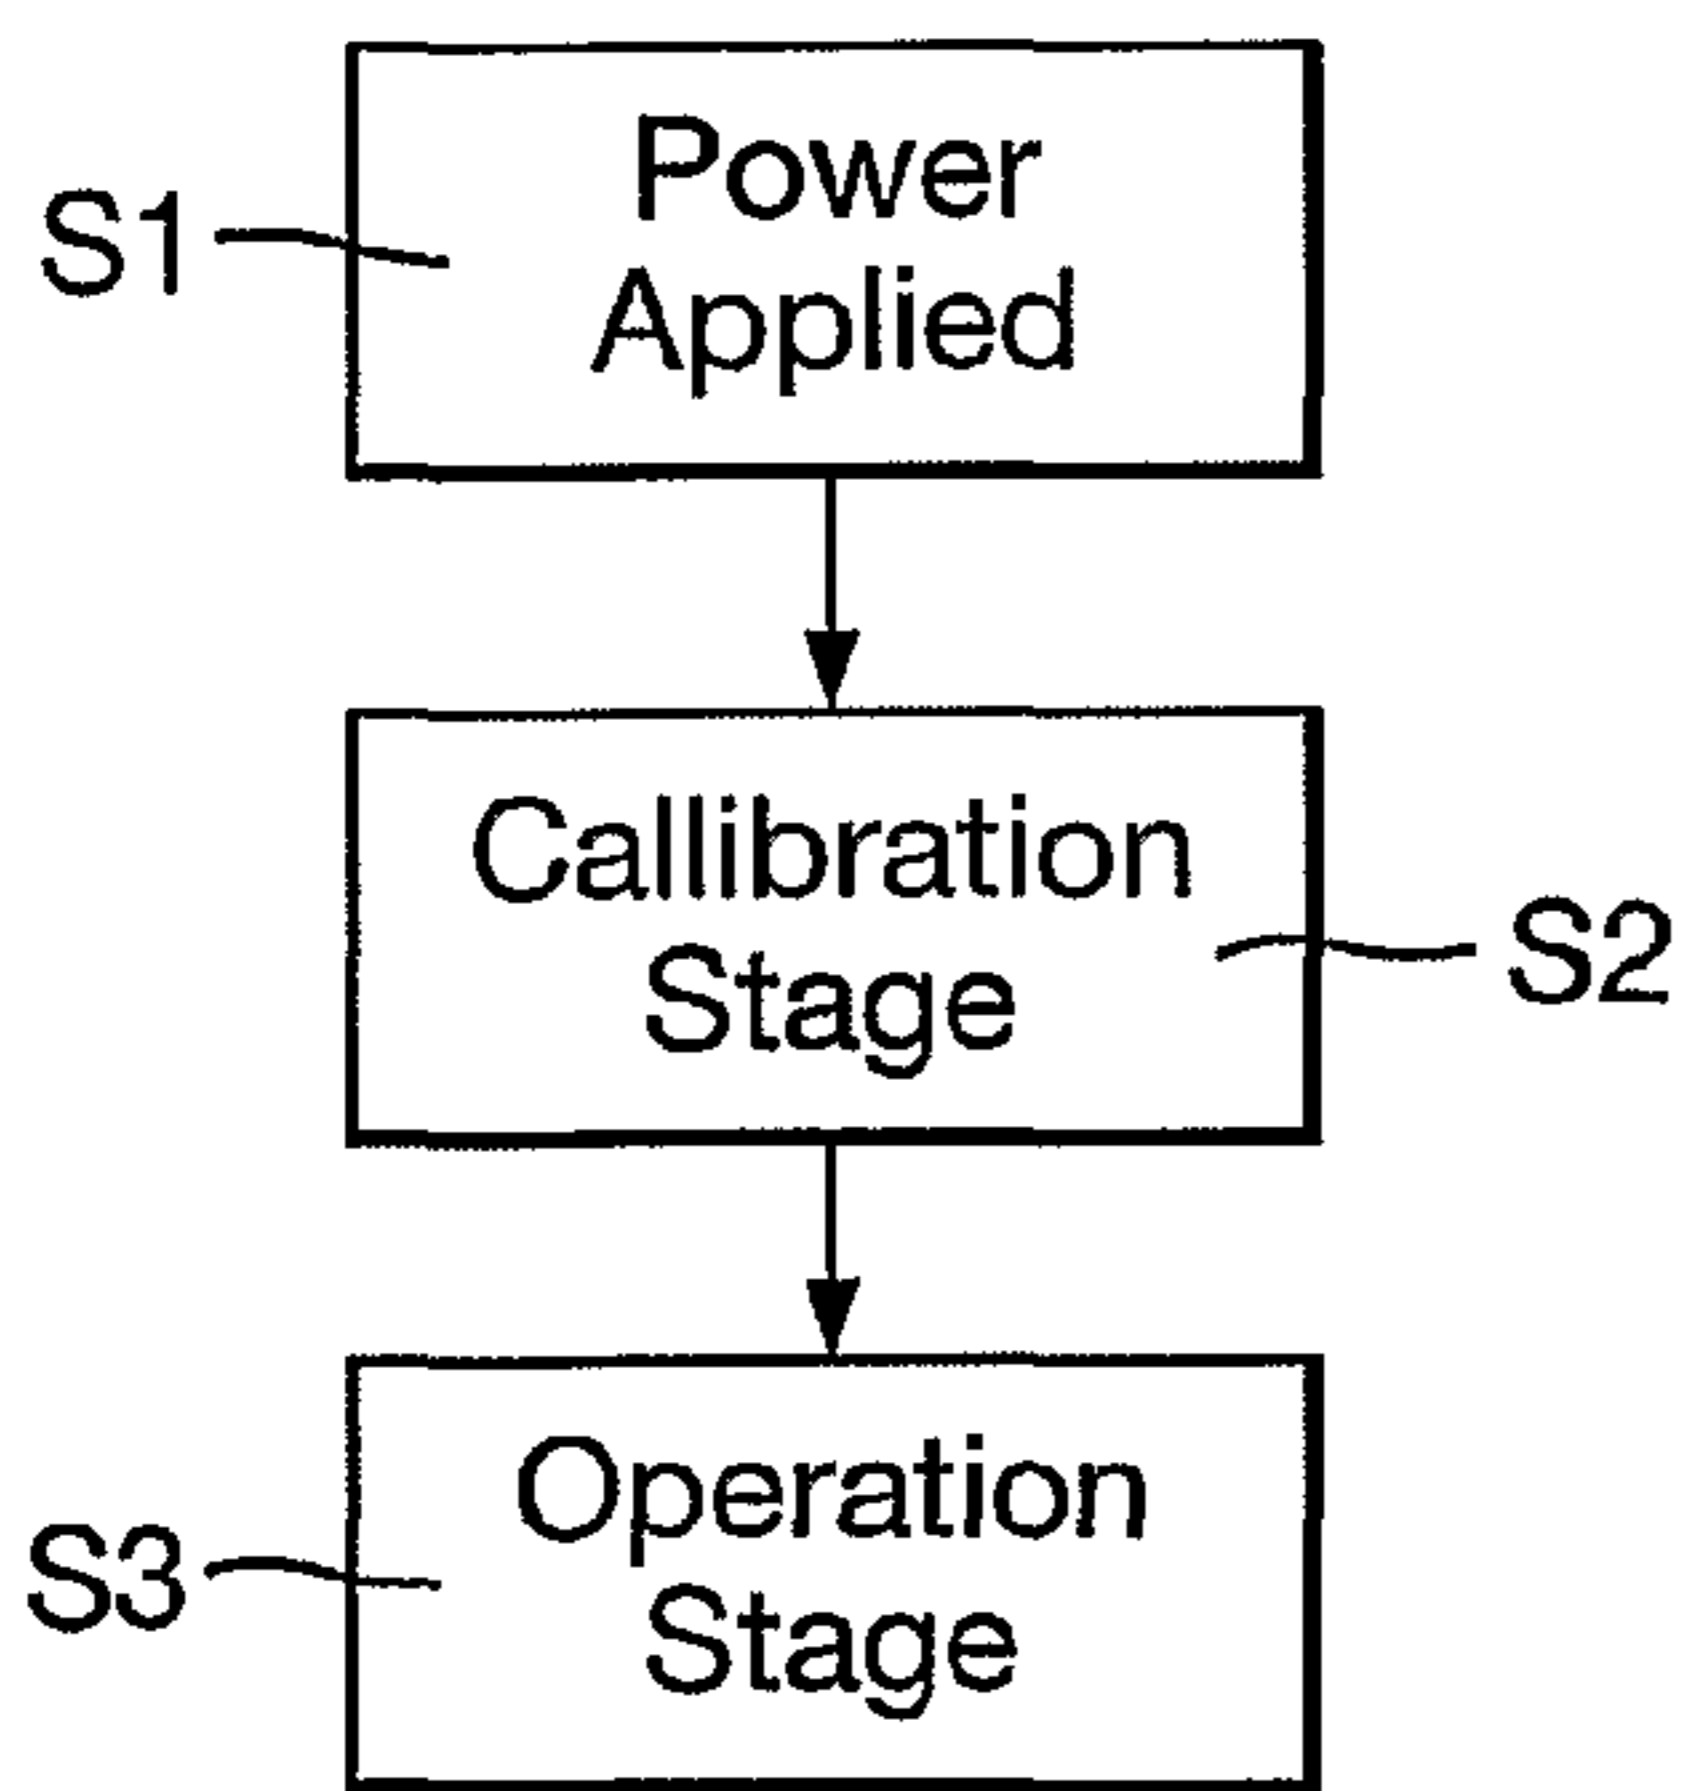 Power
S1
Applied
Callibration
S2
Stage
Operation
S3
Stage